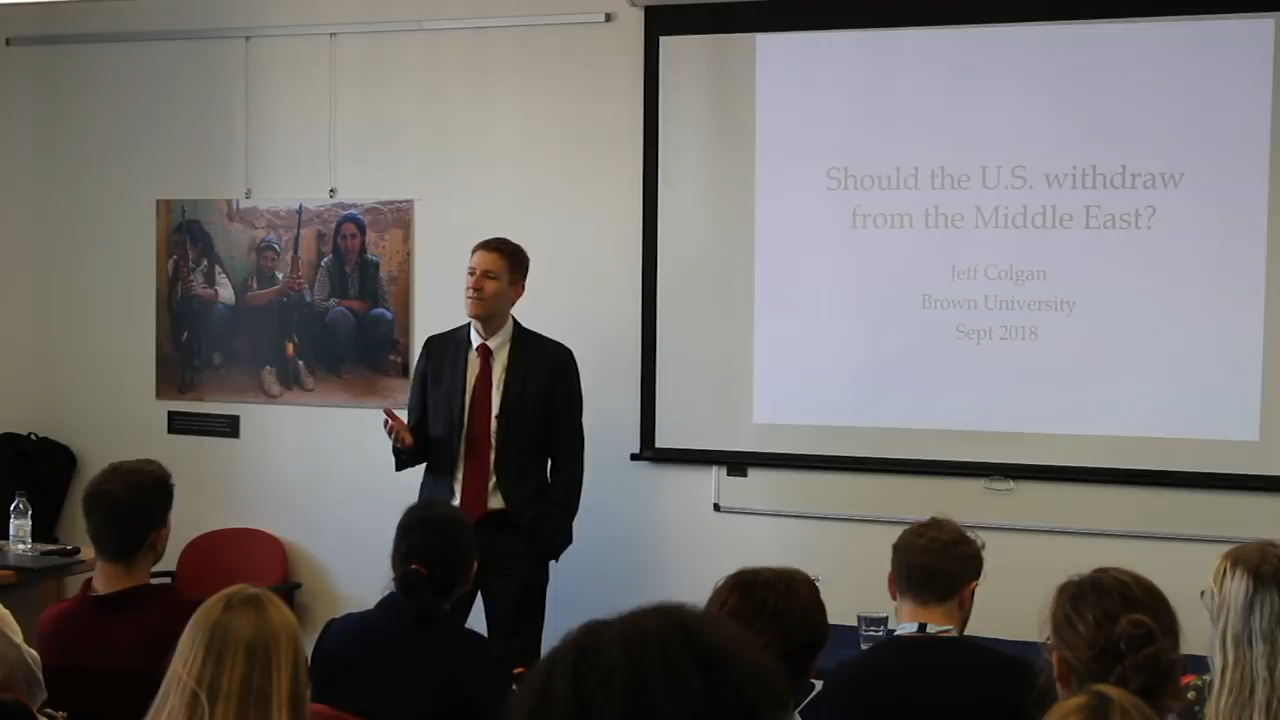 Should the U.S. withdraw
from the Middle East?
Jeff Colgan
Brown University
Sept 2018